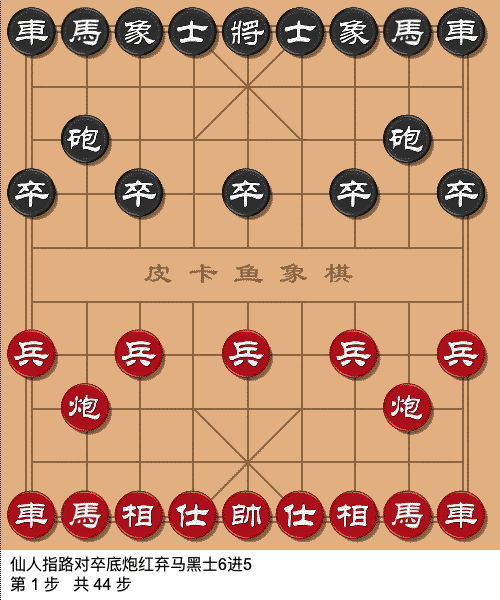 車馬象士將士象馬車
砲砲
卒卒卒卒卒
皮卡鱼象棋
兵兵兵兵兵
炮炮
車馬相仕帥仕相馬車
仙人指路对卒底炮红弃马黑士6进5
第 1 步 共 44 步